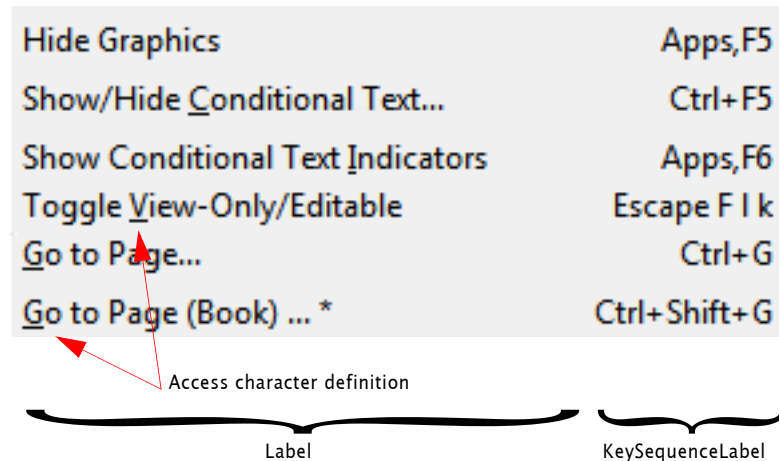 Hide Graphics Apps,F5
Show/Hide Conditional Text... Ctrl+F5
Show Conditional Text Indicators Apps,F6
Toggle View-Only/Editable Escape F l k
Go to Page... Ctrl+G
Go to Page (Book) ... * Ctrl+Shift+G
Access character definition
Label KeySequenceLabel